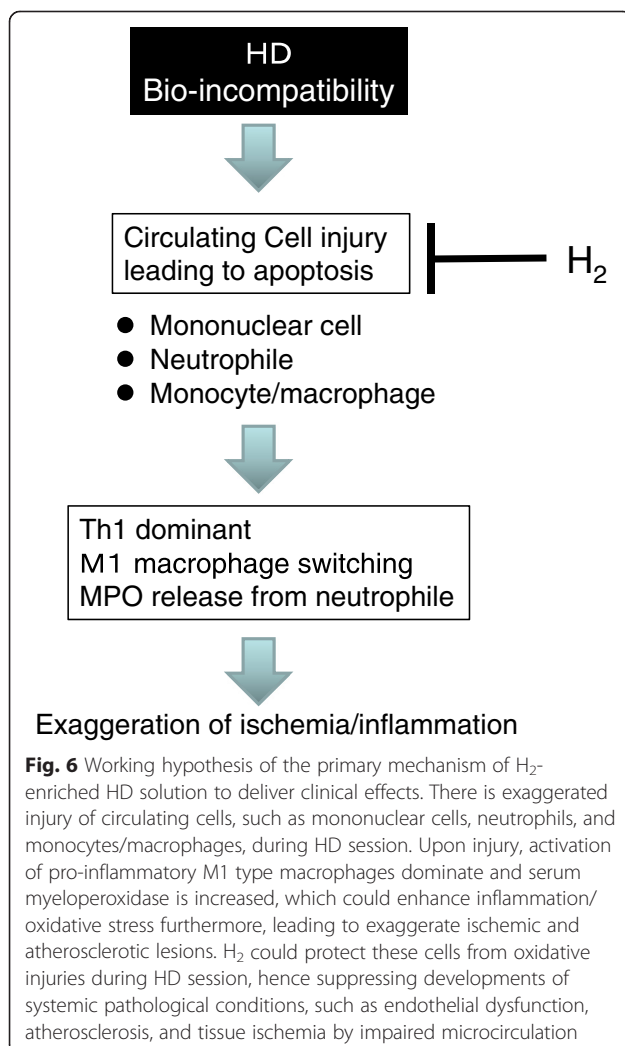 HD
Bio-incompatibility
Circulating Cell injury
leading to apoptosis
H₂
● Mononuclear cell
● Neutrophile
● Monocyte/macrophage
Th1 dominant
M1 macrophage switching
MPO release from neutrophile
Exaggeration of ischemia/inflammation
Fig. 6 Working hypothesis of the primary mechanism of H₂-
enriched HD solution to deliver clinical effects. There is exaggerated
injury of circulating cells, such as mononuclear cells, neutrophils, and
monocytes/macrophages, during HD session. Upon injury, activation
of pro-inflammatory M1 type macrophages dominate and serum
myeloperoxidase is increased, which could enhance inflammation/
oxidative stress furthermore, leading to exaggerate ischemic and
atherosclerotic lesions. H₂ could protect these cells from oxidative
injuries during HD session, hence suppressing developments of
systemic pathological conditions, such as endothelial dysfunction,
atherosclerosis, and tissue ischemia by impaired microcirculation